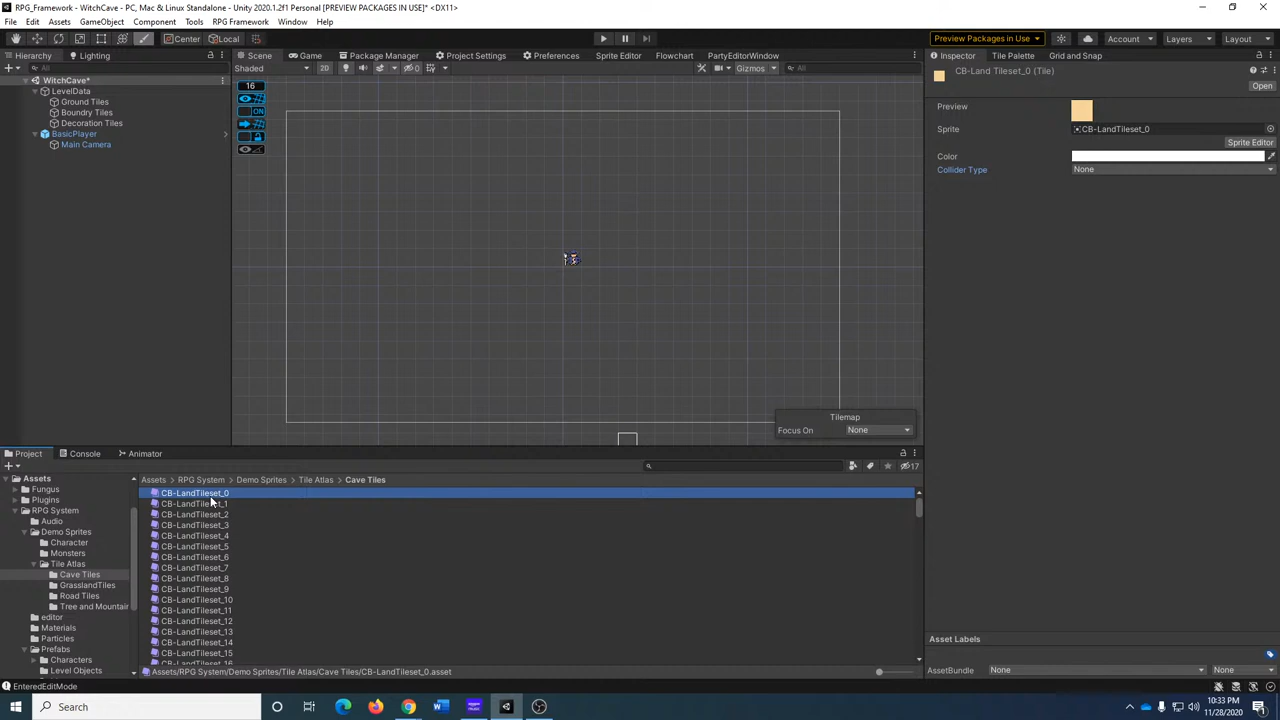 RPG_Framework - WitchCave - PC, Mac & Linux Standalone - Unity 2020.1.2f1 Personal [PREVIEW PACKAGES IN USE]* <DX11>
File Edit Assets GameObject Component Tools RPG Framework Window Help
Center Local Preview Packages in Use Account Layers Layout
Hierarchy Lighting Scene Game Package Manager Project Settings Preferences Sprite Editor Flowchart PartyEditorWindow Inspector Tile Palette Grid and Snap
All Shaded 2D 0 Gizmos All
CB-Land Tileset_0 (Tile)
Open
WitchCave*
LevelData
Ground Tiles
Boundry Tiles
Decoration Tiles
BasicPlayer
Main Camera
16
ON
Preview
Sprite CB-LandTileset_0
Sprite Editor
Color
Collider Type None
Tilemap
Focus On None
Project Console Animator
17
Assets
Fungus
Plugins
RPG System
Audio
Demo Sprites
Character
Monsters
Tile Atlas
Cave Tiles
GrasslandTiles
Road Tiles
Tree and Mountain
editor
Materials
Particles
Prefabs
Characters
Level Objects
Assets RPG System Demo Sprites Tile Atlas Cave Tiles
CB-LandTileset_0
CB-LandTileset_1
CB-LandTileset_2
CB-LandTileset_3
CB-LandTileset_4
CB-LandTileset_5
CB-LandTileset_6
CB-LandTileset_7
CB-LandTileset_8
CB-LandTileset_9
CB-LandTileset_10
CB-LandTileset_11
CB-LandTileset_12
CB-LandTileset_13
CB-LandTileset_14
CB-LandTileset_15
CB-LandTileset_16
Assets/RPG System/Demo Sprites/Tile Atlas/Cave Tiles/CB-LandTileset_0.asset
Asset Labels
AssetBundle None None
EnteredEditMode
Search
10:33 PM
11/28/2020